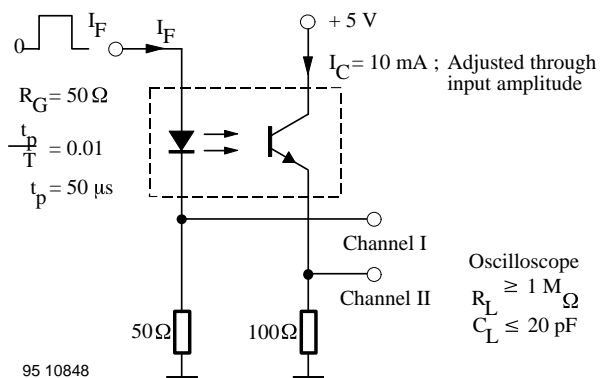 0
I_F
I_F
+ 5 V
I_C = 10 mA ; Adjusted through
input amplitude
R_G = 50 Ω
t_p
T
= 0.01
t_p = 50 µs
Channel I
Channel II
Oscilloscope
R_L ≥ 1 M Ω
C_L ≤ 20 pF
50Ω
100Ω
95 10848